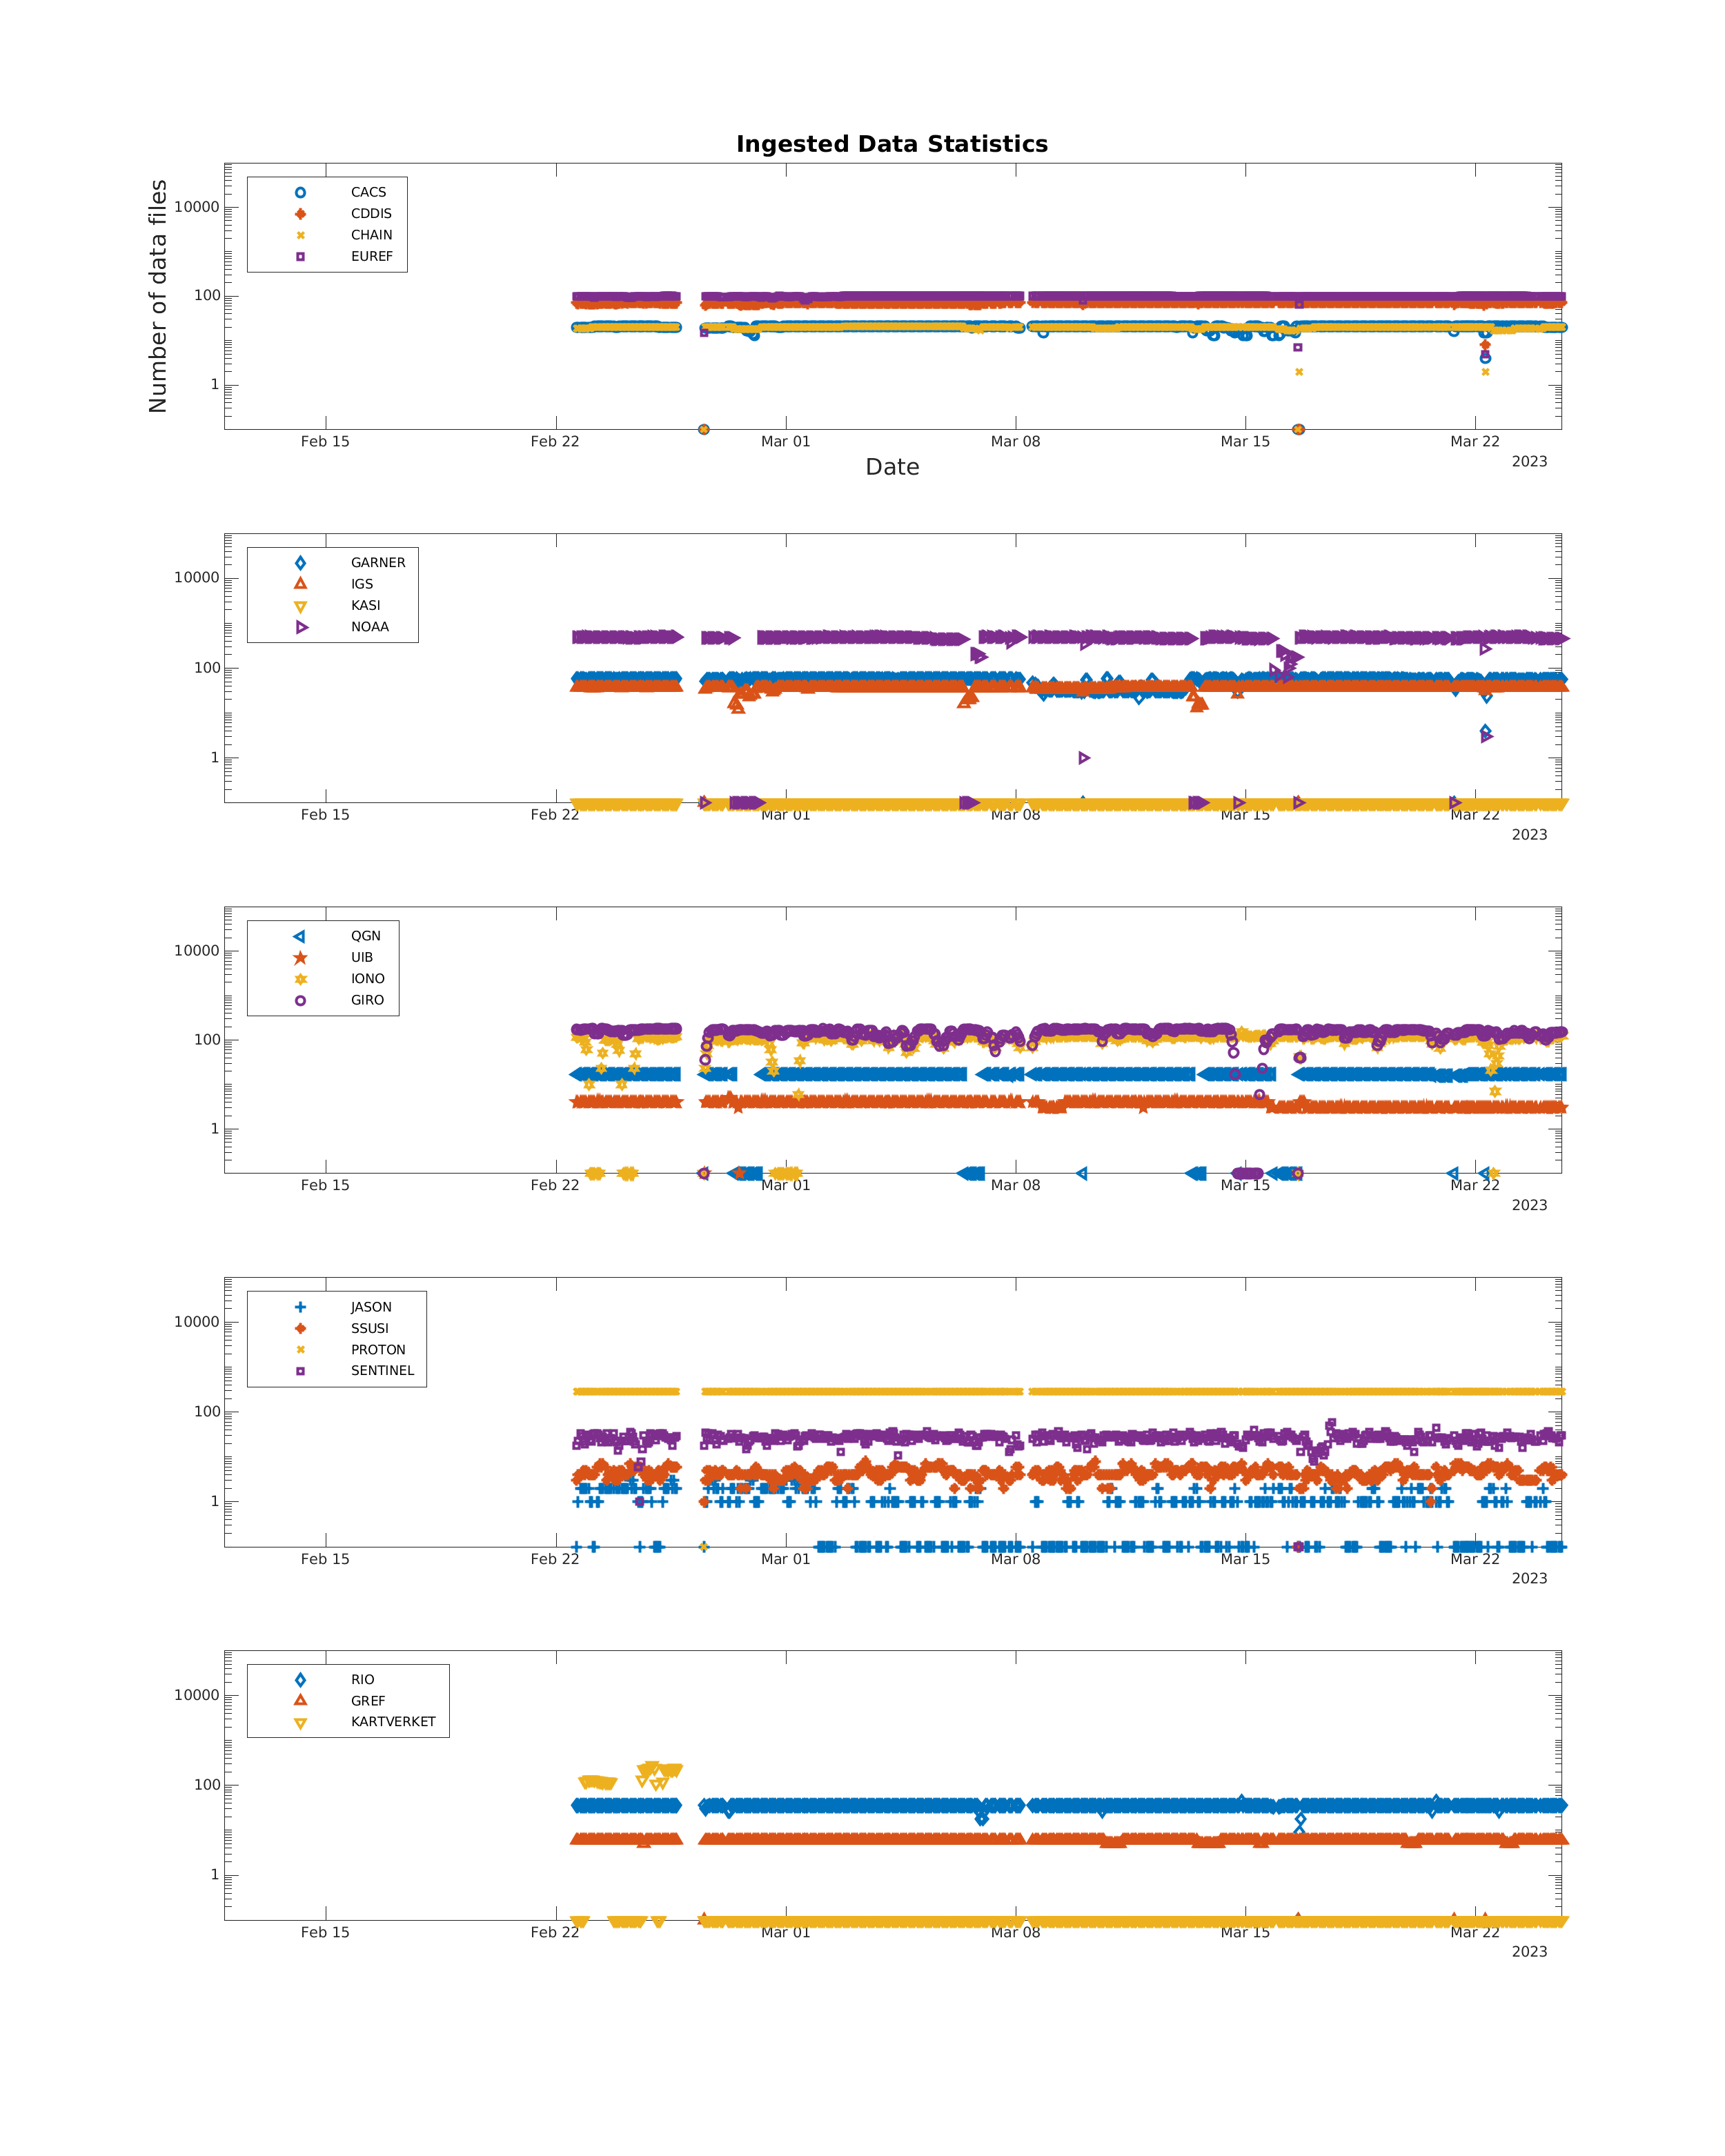 Ingested Data Statistics
Number of data files
10000
100
1
CACS
CDDIS
CHAIN
EUREF
Feb 15 Feb 22 Mar 01 Mar 08 Mar 15 Mar 22
2023
Date
10000
100
1
GARNER
IGS
KASI
NOAA
Feb 15 Feb 22 Mar 01 Mar 08 Mar 15 Mar 22
2023
10000
100
1
QGN
UIB
IONO
GIRO
Feb 15 Feb 22 Mar 01 Mar 08 Mar 15 Mar 22
2023
10000
100
1
JASON
SSUSI
PROTON
SENTINEL
Feb 15 Feb 22 Mar 01 Mar 08 Mar 15 Mar 22
2023
10000
100
1
RIO
GREF
KARTVERKET
Feb 15 Feb 22 Mar 01 Mar 08 Mar 15 Mar 22
2023